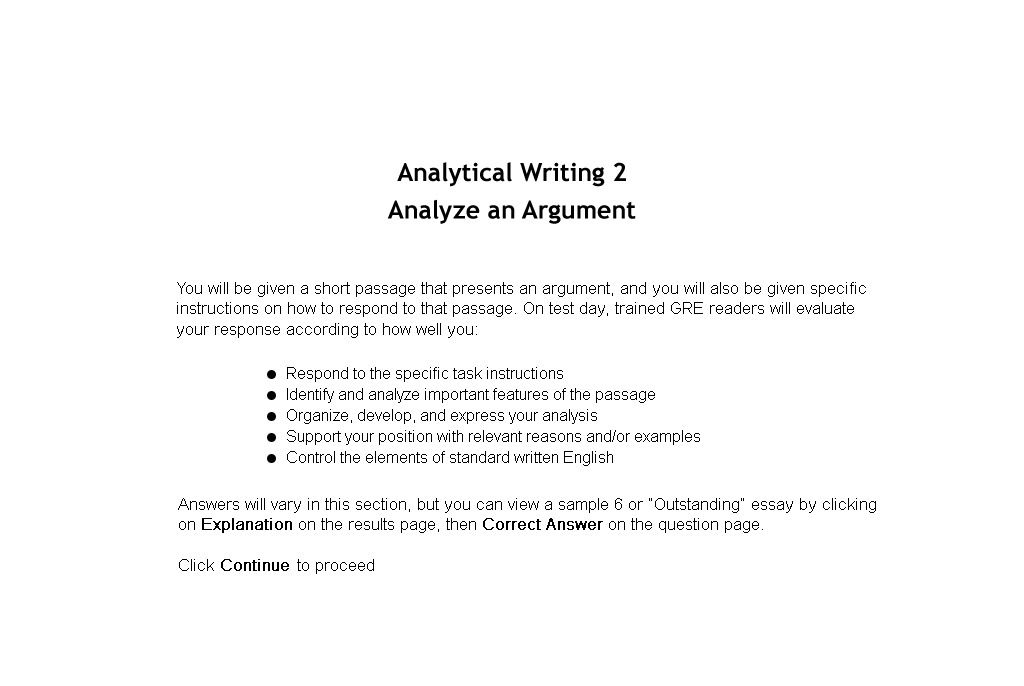 Analytical Writing 2
Analyze an Argument
You will be given a short passage that presents an argument, and you will also be given specific
instructions on how to respond to that passage. On test day, trained GRE readers will evaluate
your response according to how well you:
● Respond to the specific task instructions
● Identify and analyze important features of the passage
● Organize, develop, and express your analysis
● Support your position with relevant reasons and/or examples
● Control the elements of standard written English
Answers will vary in this section, but you can view a sample 6 or “Outstanding” essay by clicking
on Explanation on the results page, then Correct Answer on the question page.
Click Continue to proceed